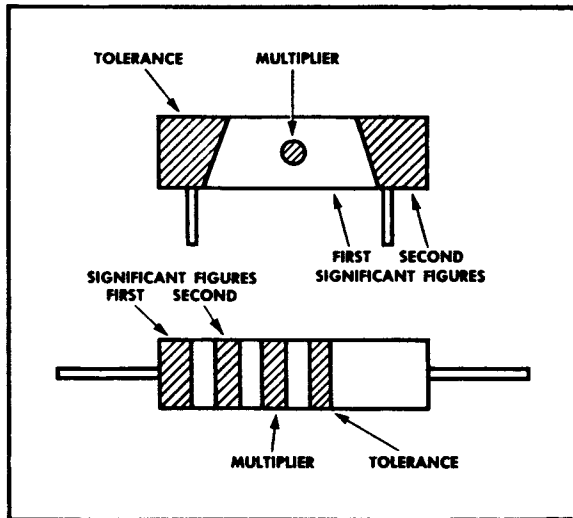 TOLERANCE MULTIPLIER
FIRST SECOND
SIGNIFICANT FIGURES
SIGNIFICANT FIGURES
FIRST SECOND
MULTIPLIER TOLERANCE